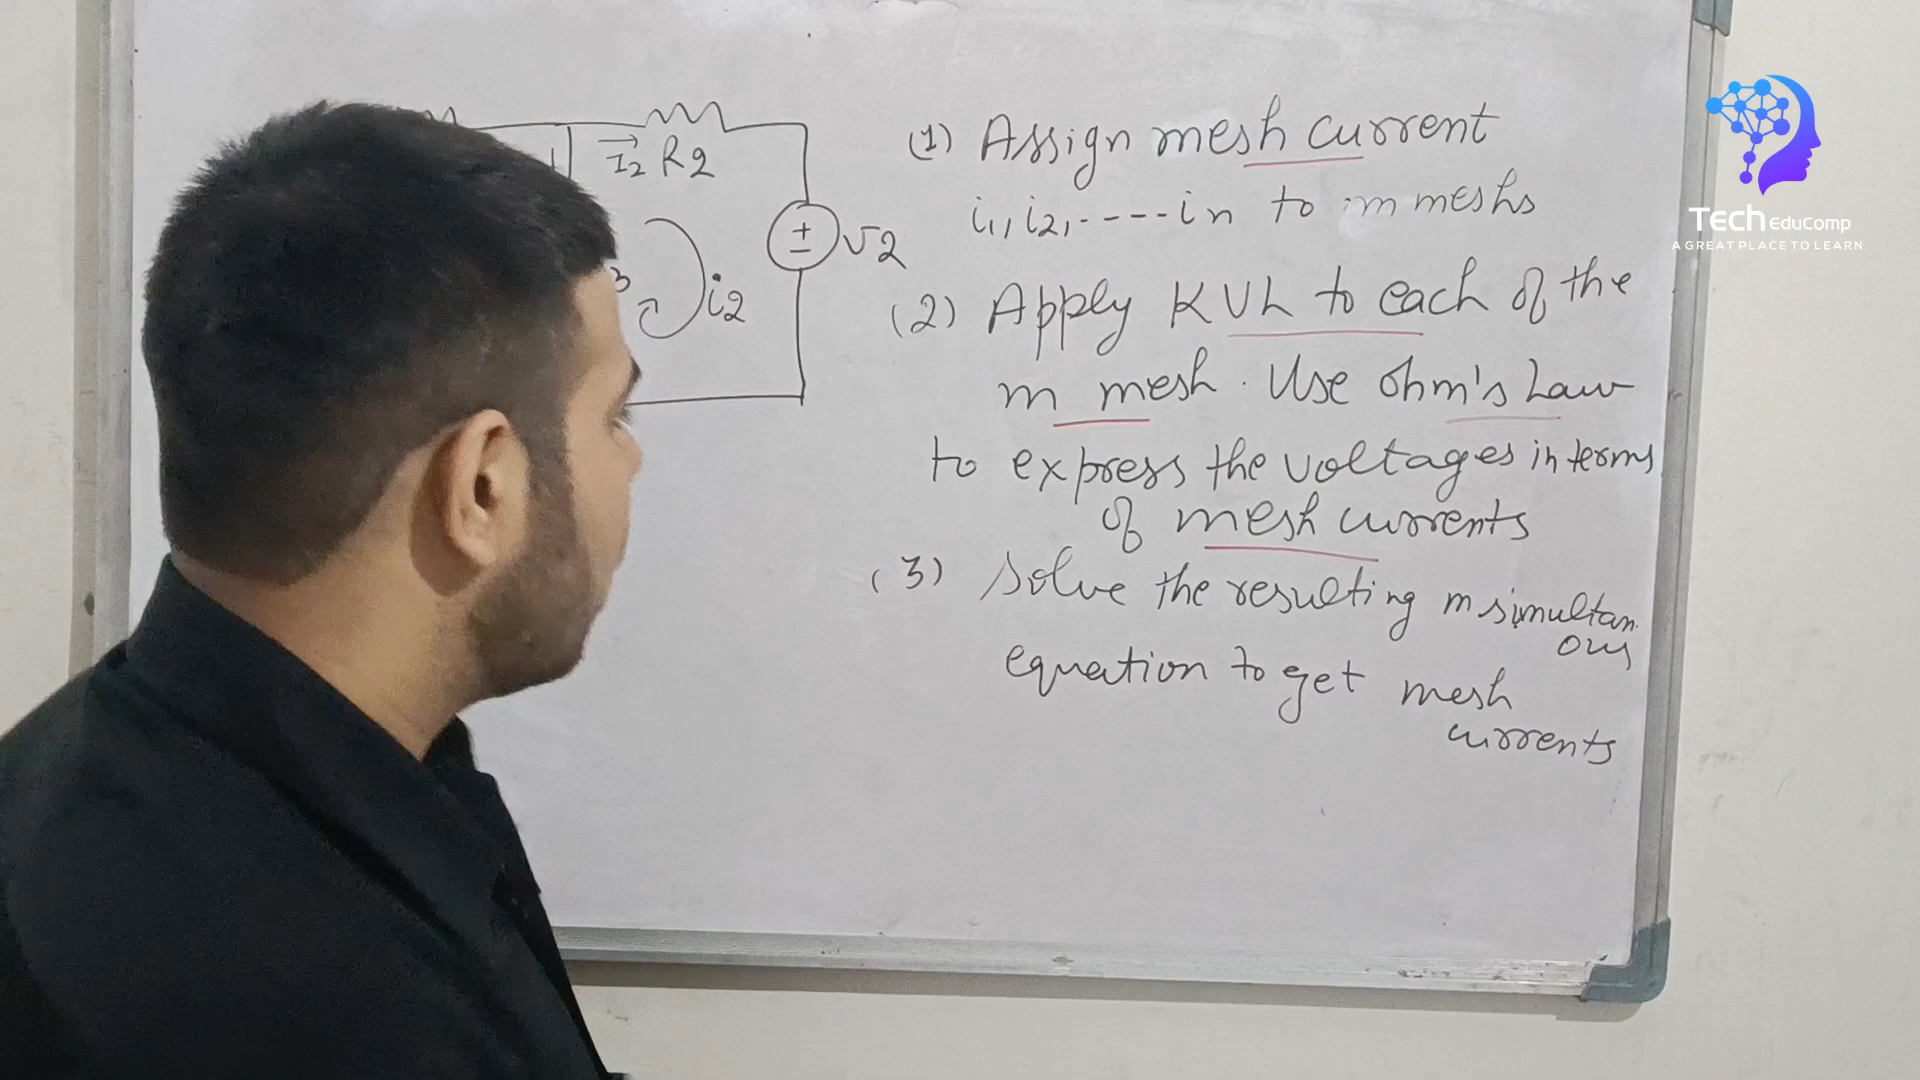 I2 R2
+
-
V2
3
i2
(1) Assign mesh current
i1, i2, ---- in to m meshs
(2) Apply KVL to each of the
m mesh. Use ohm's Law
to express the voltages in terms
of mesh currents
(3) Solve the resulting m simultan
ous
equation to get mesh
currents
Tech EduComp
A GREAT PLACE TO LEARN